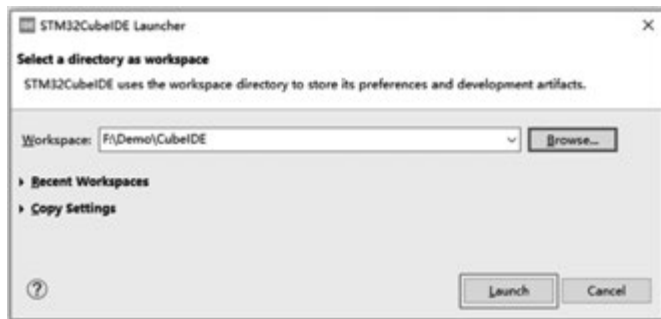 STM32CubeIDE Launcher
Select a directory as workspace
STM32CubeIDE uses the workspace directory to store its preferences and development artifacts.
Workspace: F:\Demo\CubeIDE Browse...
Recent Workspaces
Copy Settings
Launch Cancel